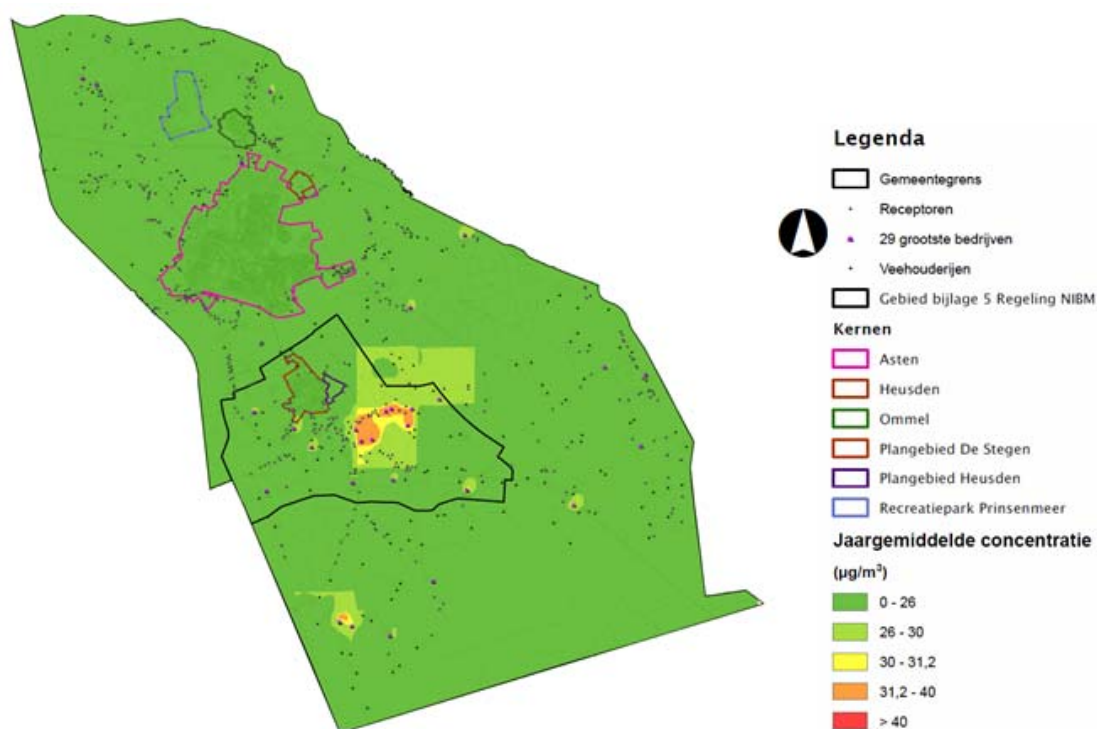 Legenda
Gemeentegrens
Receptoren
29 grootste bedrijven
Veehouderijen
Gebied bijlage 5 Regeling NIBM
Kernen
Asten
Heusden
Ommel
Plangebied De Stegen
Plangebied Heusden
Recreatiepark Prinsenmeer
Jaargemiddelde concentratie
(µg/m³)
0 - 26
26 - 30
30 - 31,2
31,2 - 40
> 40